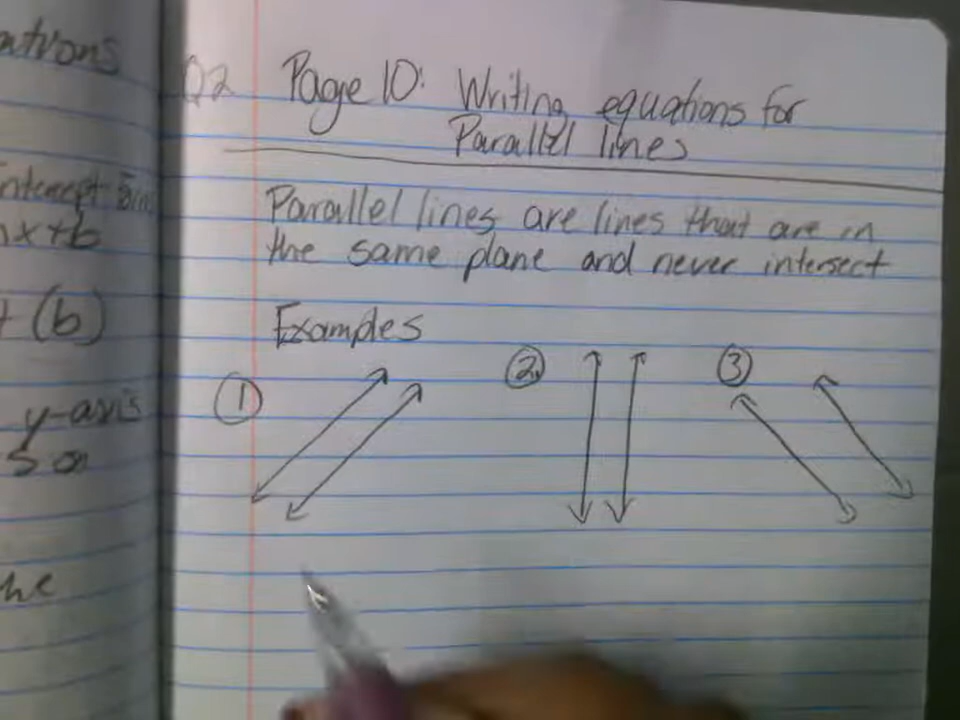 Q2 Page 10: Writing equations for
Parallel lines
Parallel lines are lines that are in
the same plane and never intersect
Examples
① ②. ③
x+b
(b)
y-axis